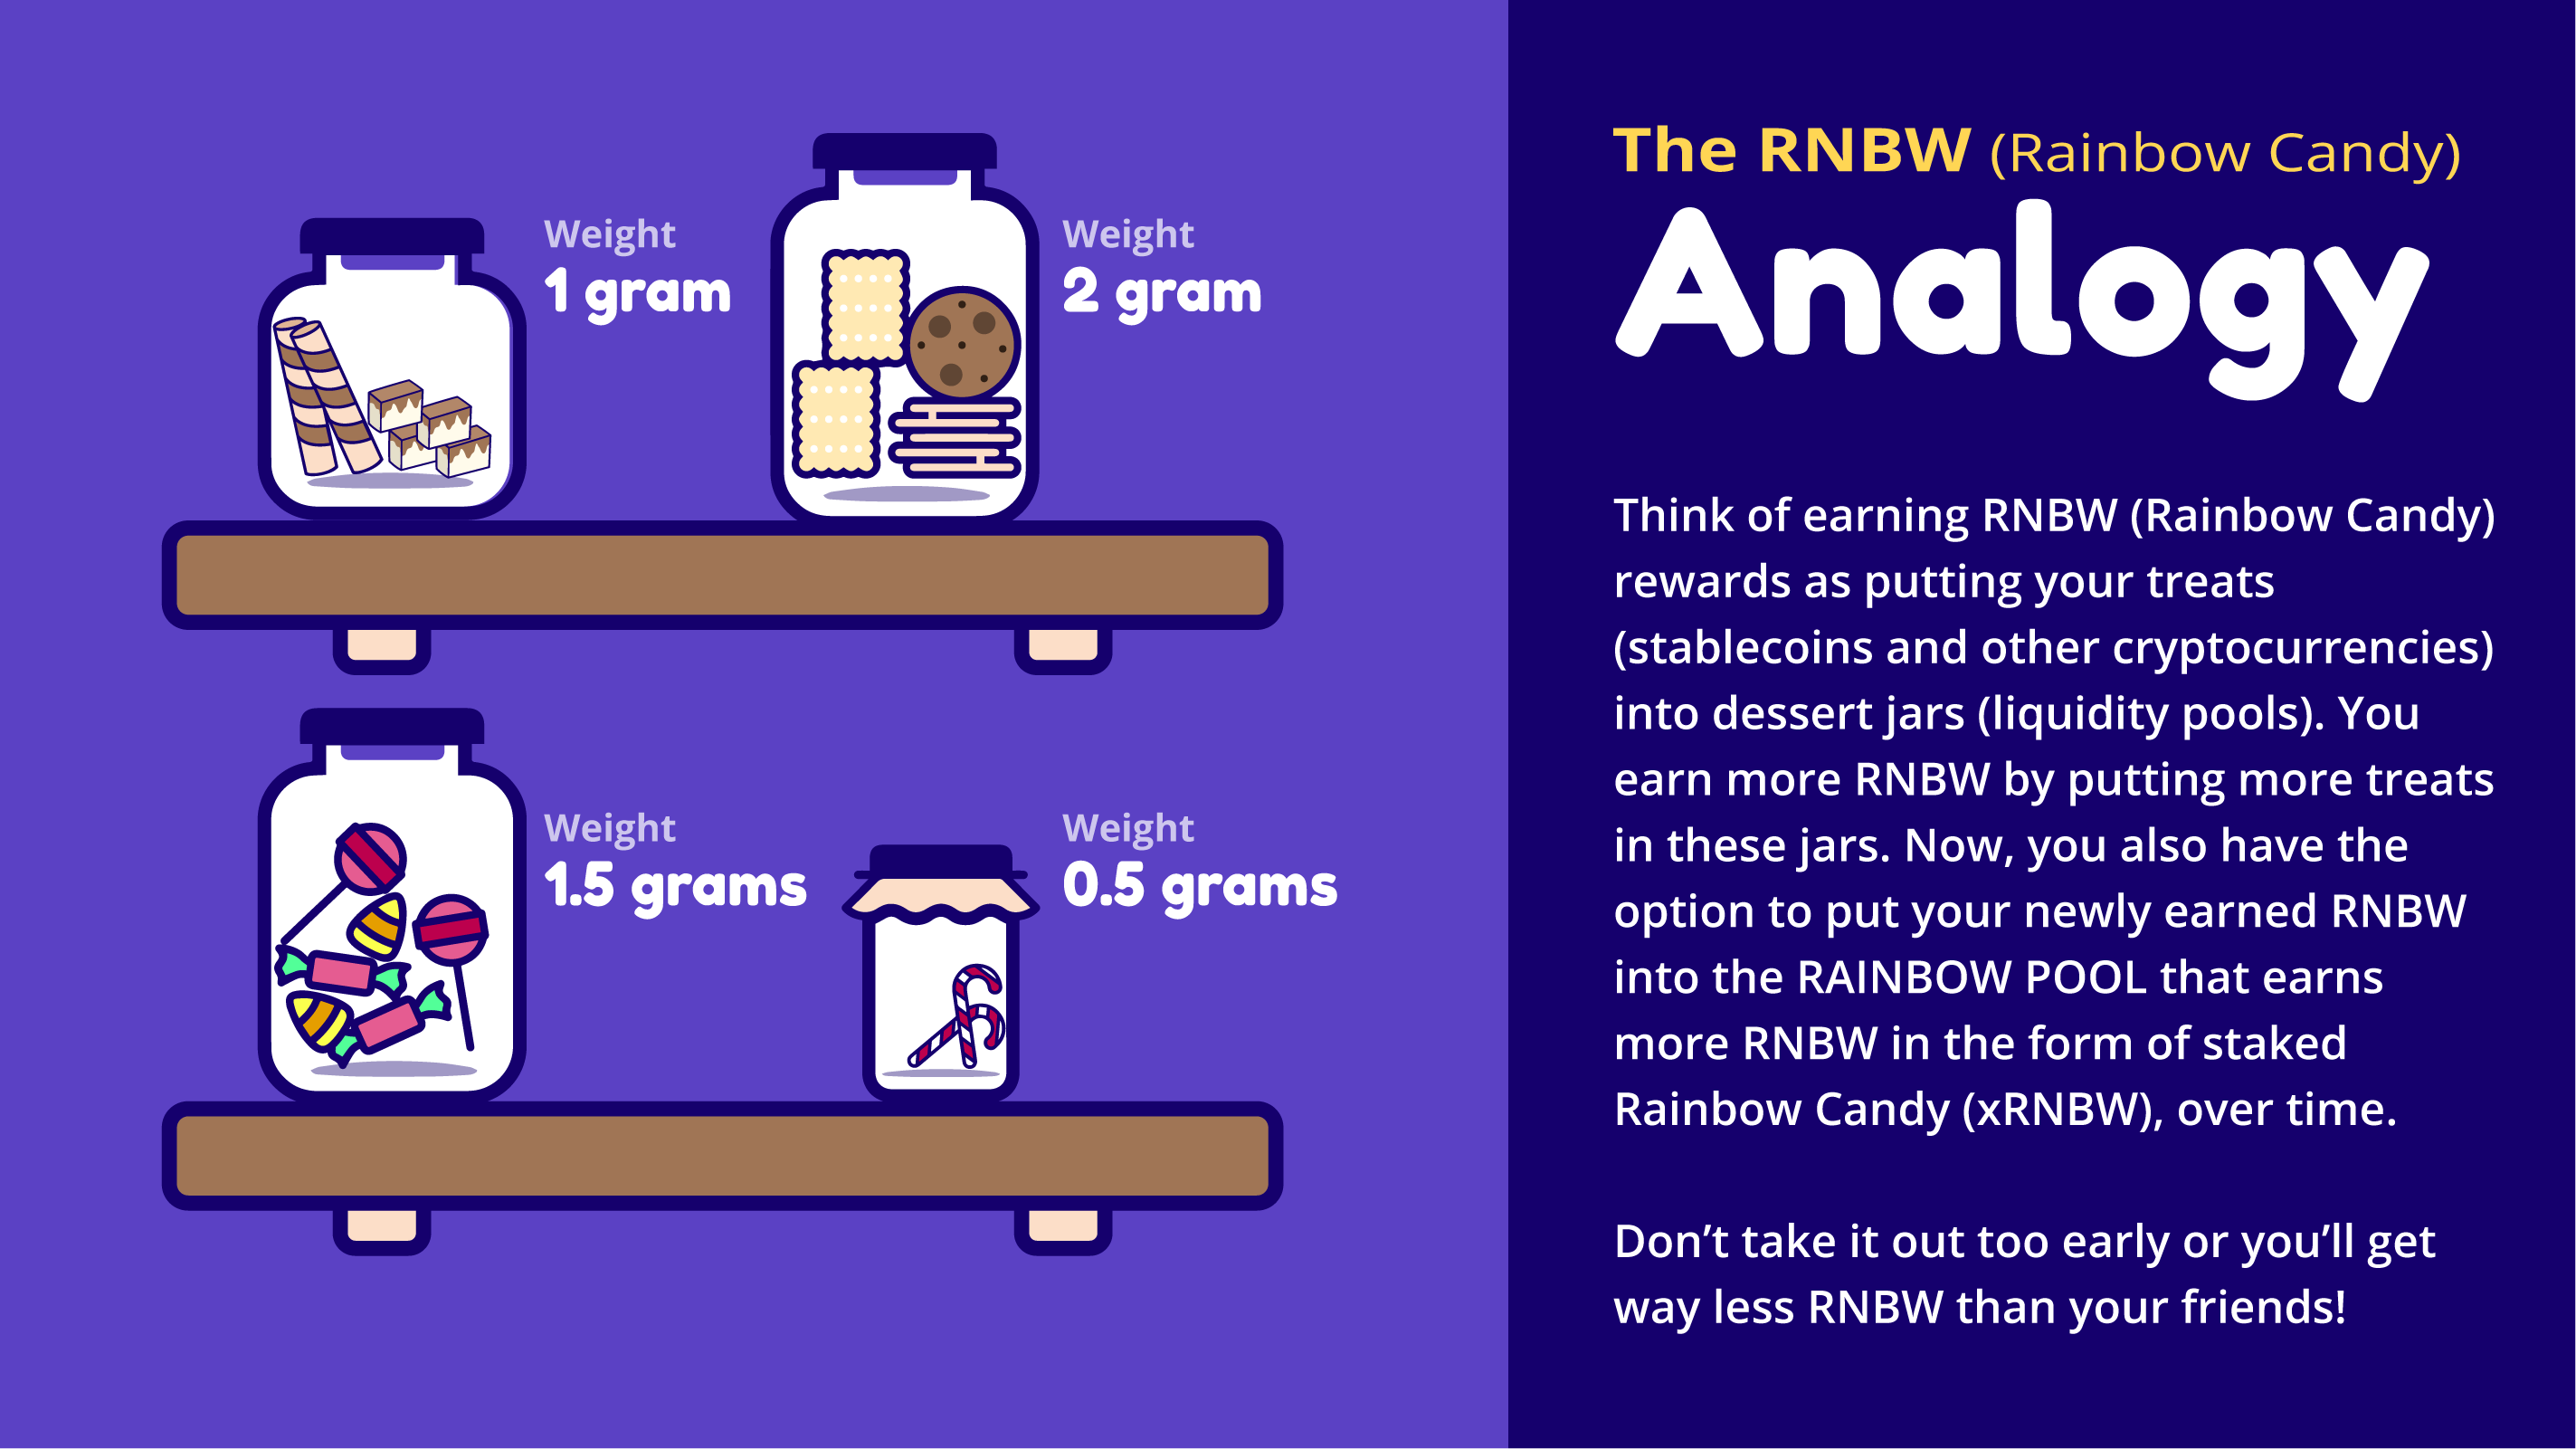 Weight
1 gram
Weight
2 gram
Weight
1.5 grams
Weight
0.5 grams
The RNBW (Rainbow Candy)
Analogy
Think of earning RNBW (Rainbow Candy)
rewards as putting your treats
(stablecoins and other cryptocurrencies)
into dessert jars (liquidity pools). You
earn more RNBW by putting more treats
in these jars. Now, you also have the
option to put your newly earned RNBW
into the RAINBOW POOL that earns
more RNBW in the form of staked
Rainbow Candy (xRNBW), over time.
Don’t take it out too early or you’ll get
way less RNBW than your friends!